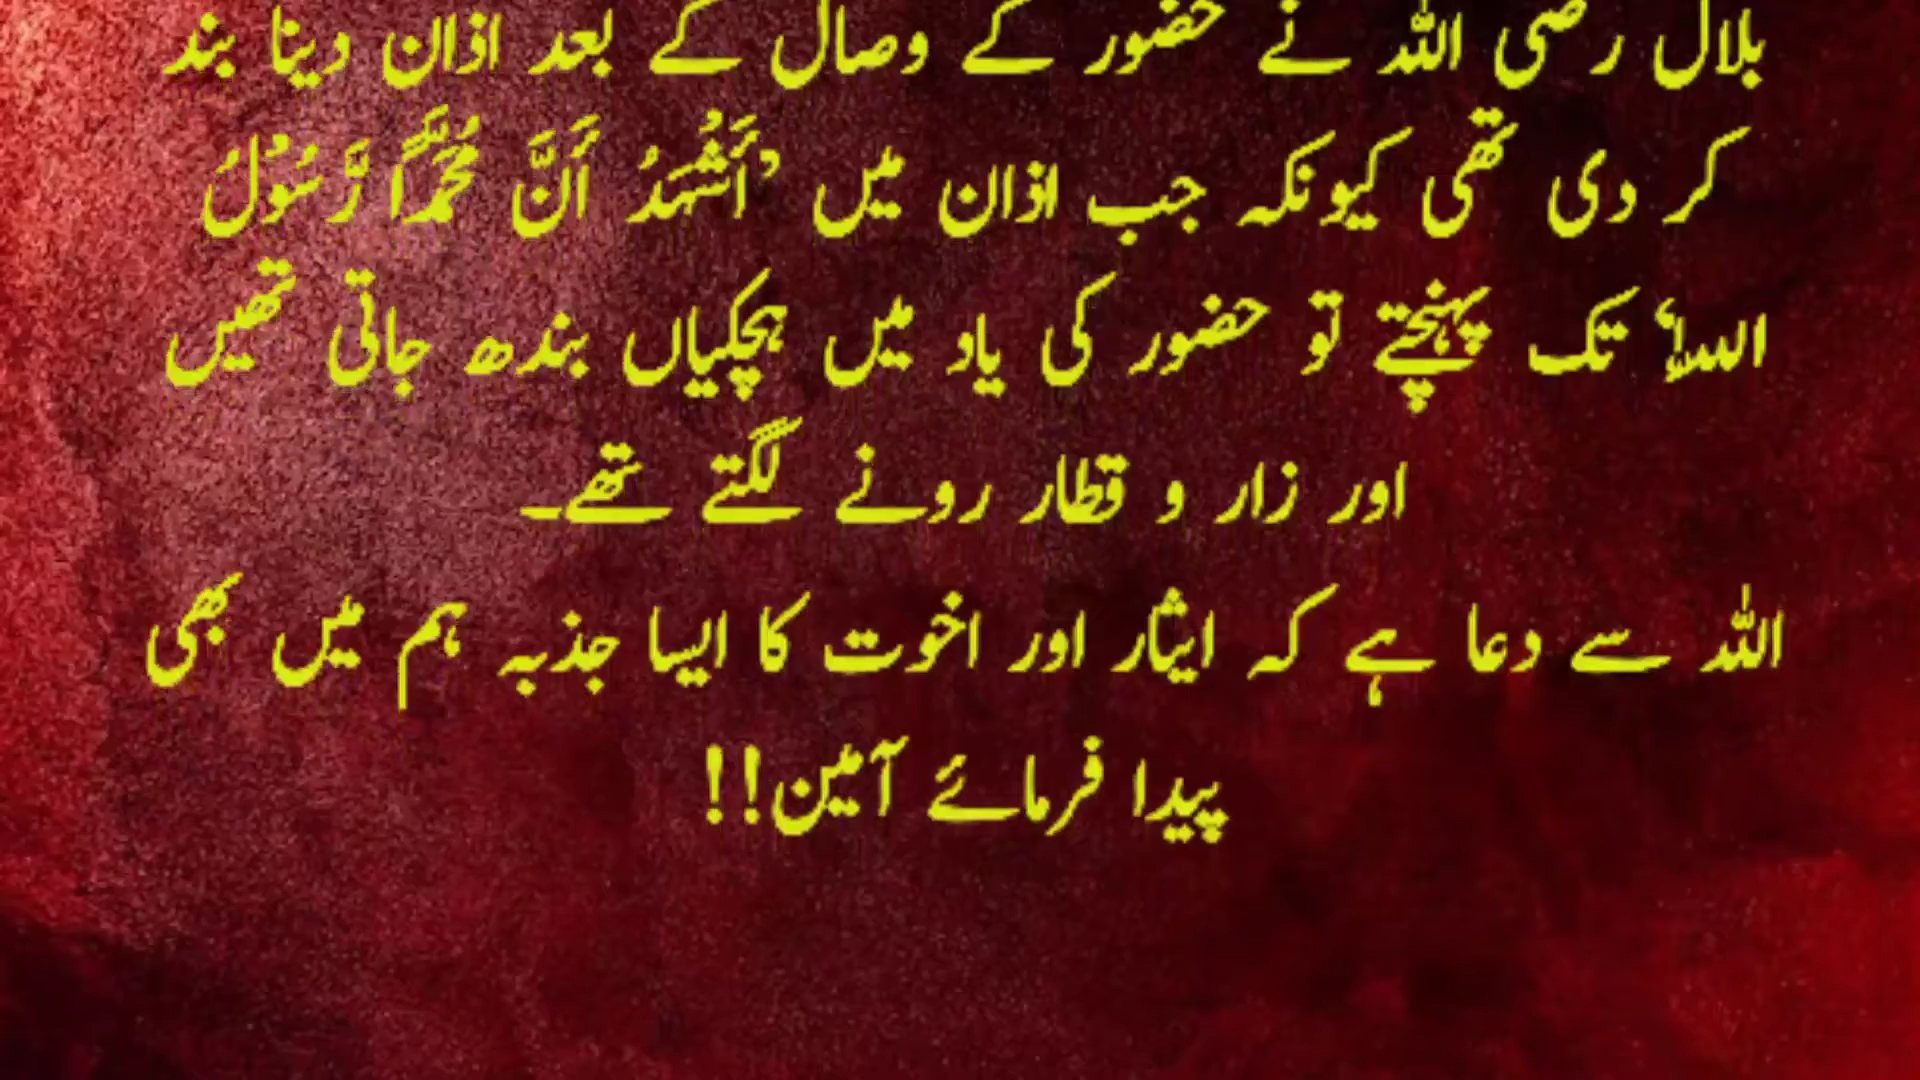 بلال رضی اللہ نے حضور کے وصال کے بعد اذان دینا بند
کر دی تھی کیونکہ جب اذان میں ’أَشْہَدُ أَنَّ مُحَمَّداً رَّسُوْلُ
اللہ‘ تک پہنچتے تو حضور کی یاد میں ہچکیاں بندھ جاتی تھیں
اور زار و قطار رونے لگتے تھے۔
اللہ سے دعا ہے کہ ایثار اور اخوت کا ایسا جذبہ ہم میں بھی
پیدا فرمائے آمین!!